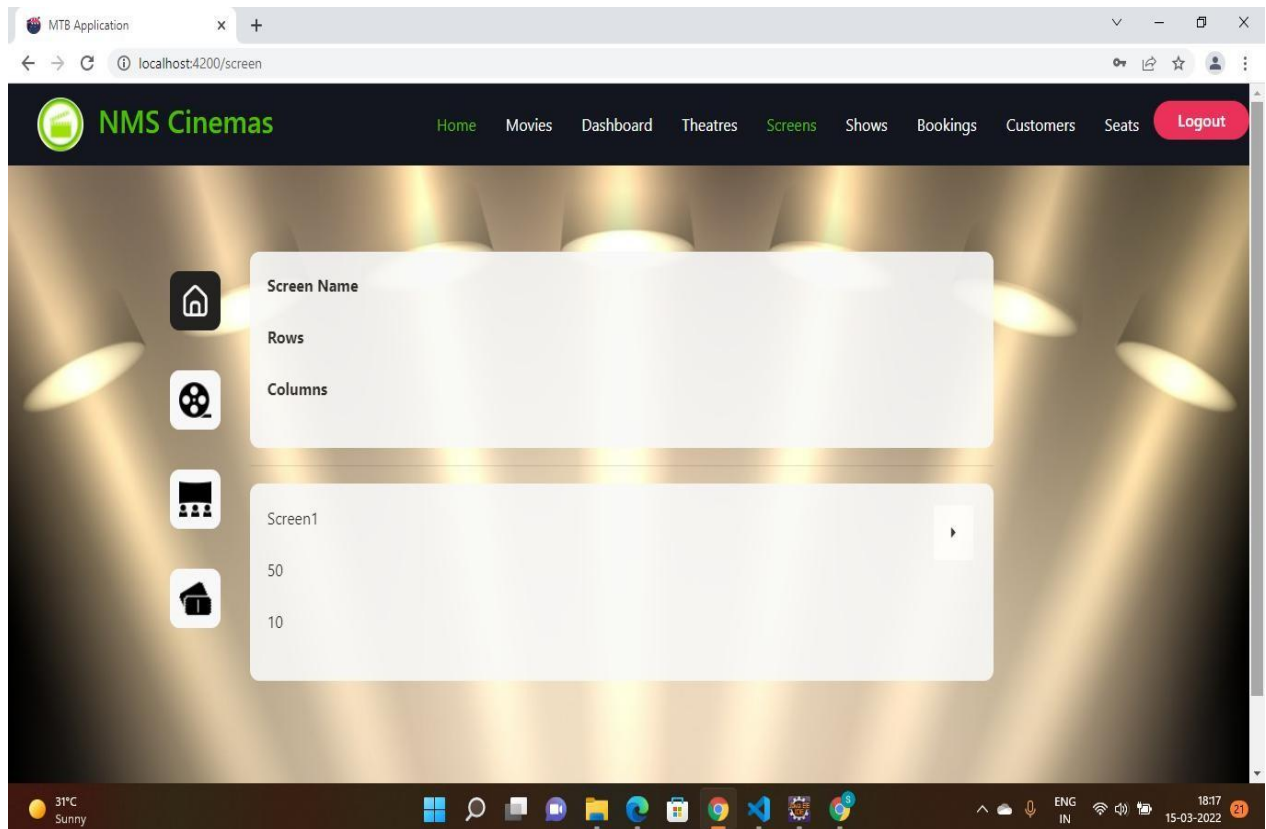 MTB Application
localhost:4200/screen
NMS Cinemas
Home Movies Dashboard Theatres Screens Shows Bookings Customers Seats Logout
Screen Name
Rows
Columns
Screen1
50
10
31°C
Sunny
ENG
IN
18:17
15-03-2022
21
S